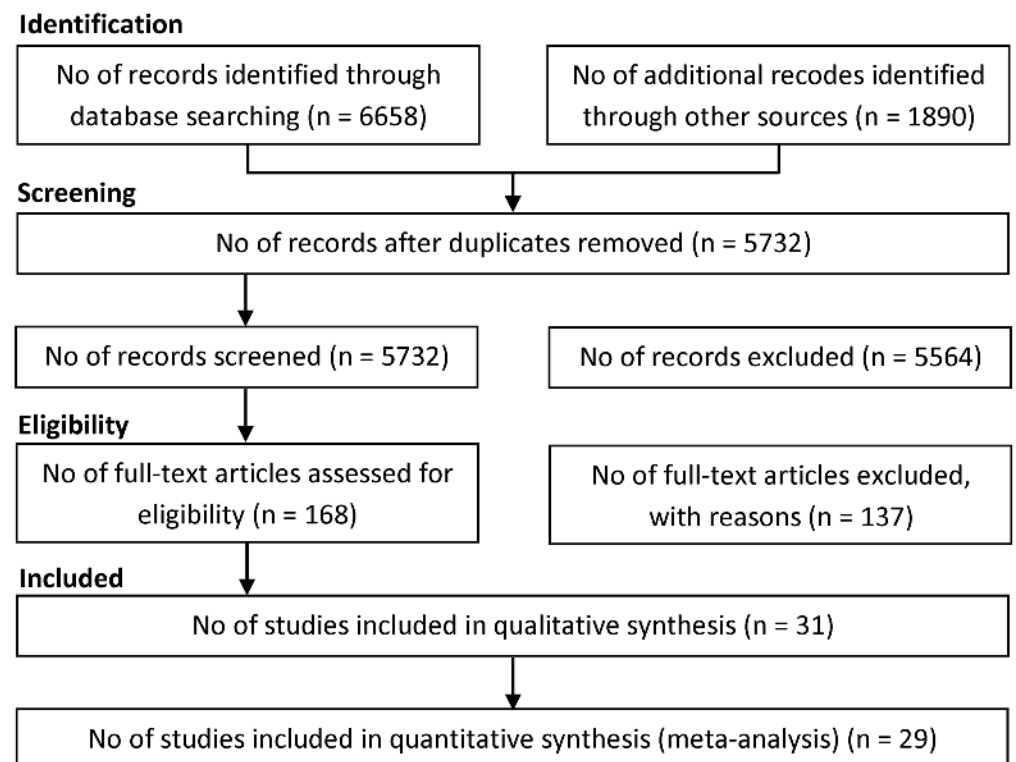 Identification
No of records identified through
database searching (n = 6658)
No of additional recodes identified
through other sources (n = 1890)
Screening
No of records after duplicates removed (n = 5732)
No of records screened (n = 5732)
No of records excluded (n = 5564)
Eligibility
No of full-text articles assessed for
eligibility (n = 168)
No of full-text articles excluded,
with reasons (n = 137)
Included
No of studies included in qualitative synthesis (n = 31)
No of studies included in quantitative synthesis (meta-analysis) (n = 29)